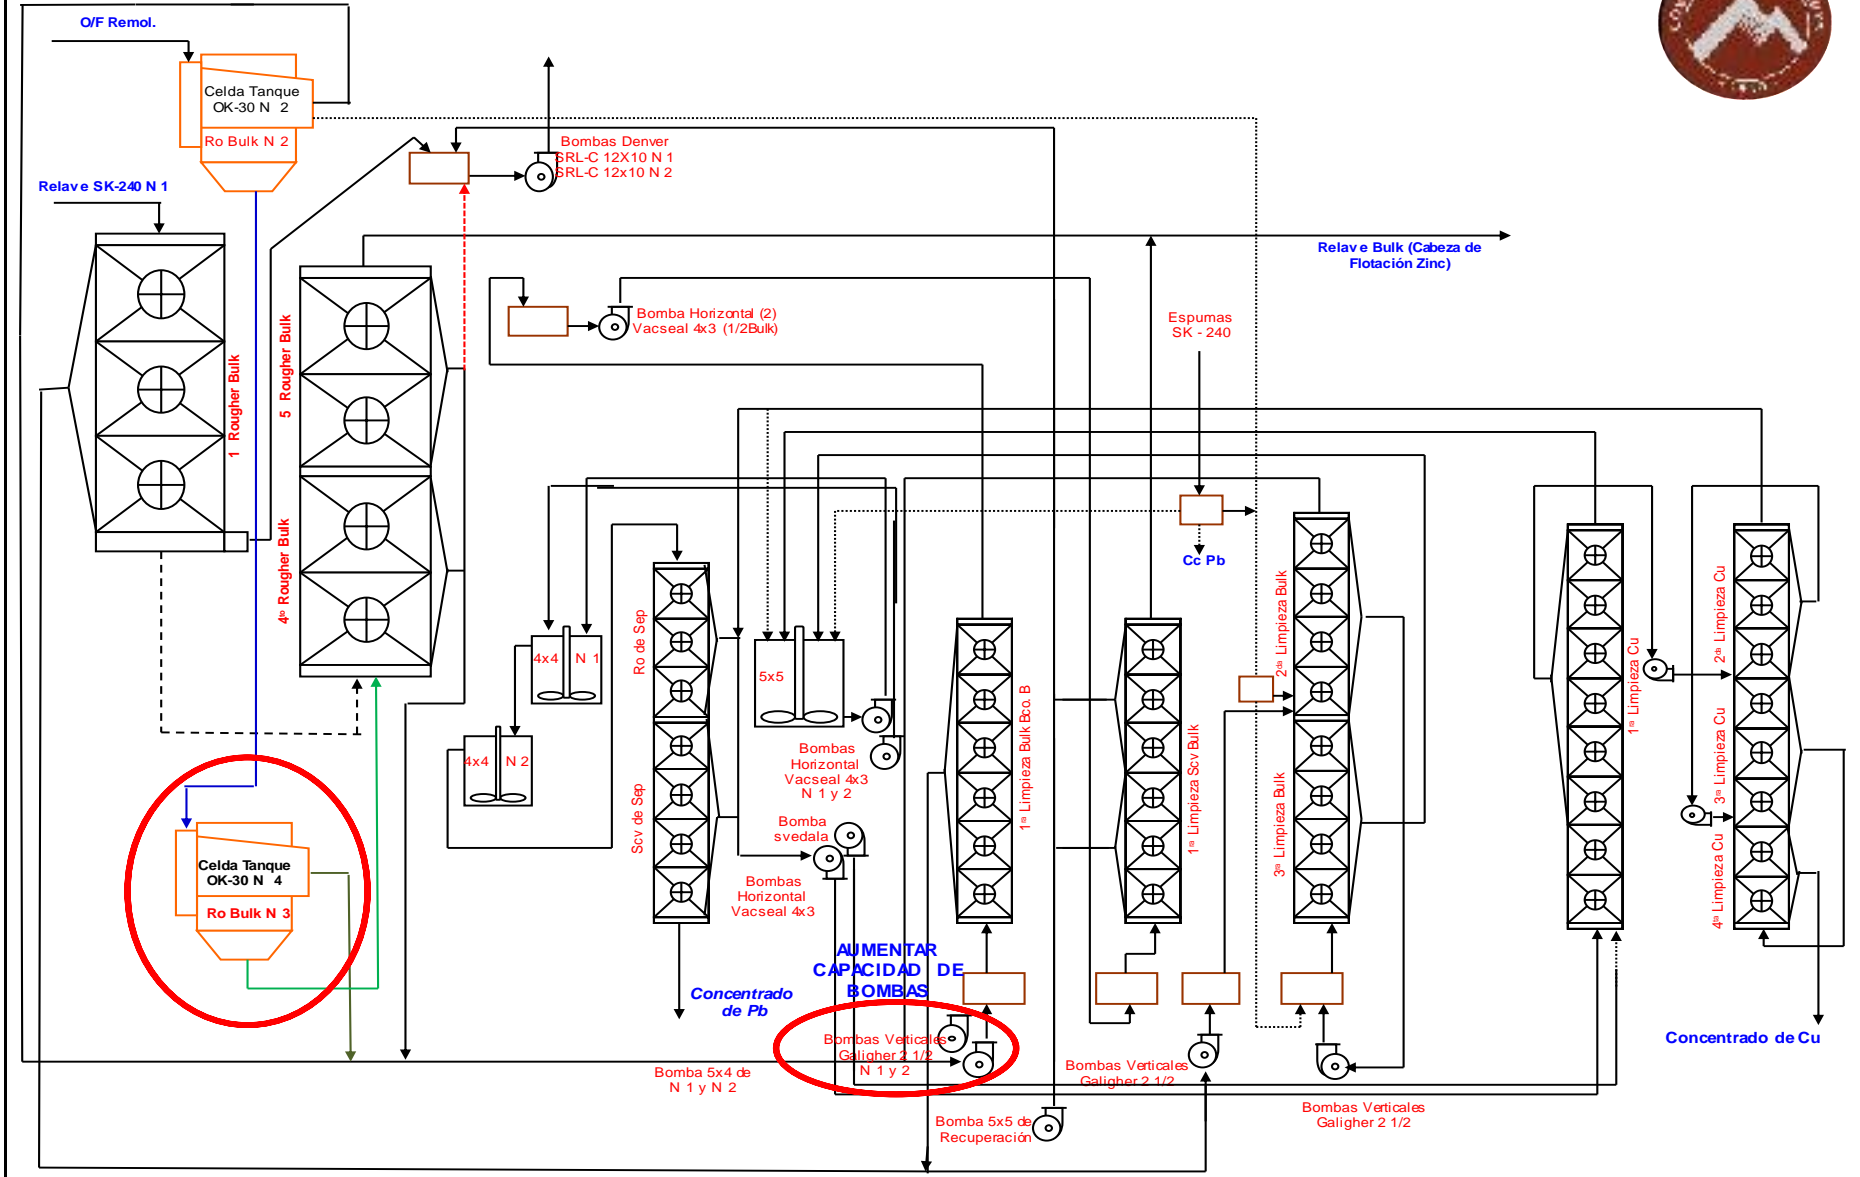 O/F Remol.
Celda Tanque
OK-30 N 2
Ro Bulk N 2
Relave SK-240 N 1
1 Rougher Bulk
5 Rougher Bulk
4to Rougher Bulk
Bombas Denver
SRL-C 12X10 N 1
SRL-C 12x10 N 2
Relave Bulk (Cabeza de
Flotación Zinc)
Bomba Horizontal (2)
Vacseal 4x3 (1/2Bulk)
Espumas
SK - 240
Cc Pb
4x4 N 1
4x4 N 2
Ro de Sep
Scv de Sep
5x5
Bombas
Horizontal
Vacseal 4x3
N 1 y 2
Bomba
svedala
Bombas
Horizontal
Vacseal 4x3
1ra Limpieza Bulk Bco. B
1ra Limpieza Scv Bulk
2da Limpieza Bulk
3ra Limpieza Bulk
1ra Limpieza Cu
2da Limpieza Cu
3ra Limpieza Cu
4ta Limpieza Cu
Celda Tanque
OK-30 N 4
Ro Bulk N 3
Concentrado
de Pb
AUMENTAR
CAPACIDAD DE
BOMBAS
Bombas Verticales
Galigher 2 1/2
N 1 y 2
Bomba 5x4 de
N 1 y N 2
Bomba 5x5 de
Recuperación
Bombas Verticales
Galigher 2 1/2
Bombas Verticales
Galigher 2 1/2
Concentrado de Cu